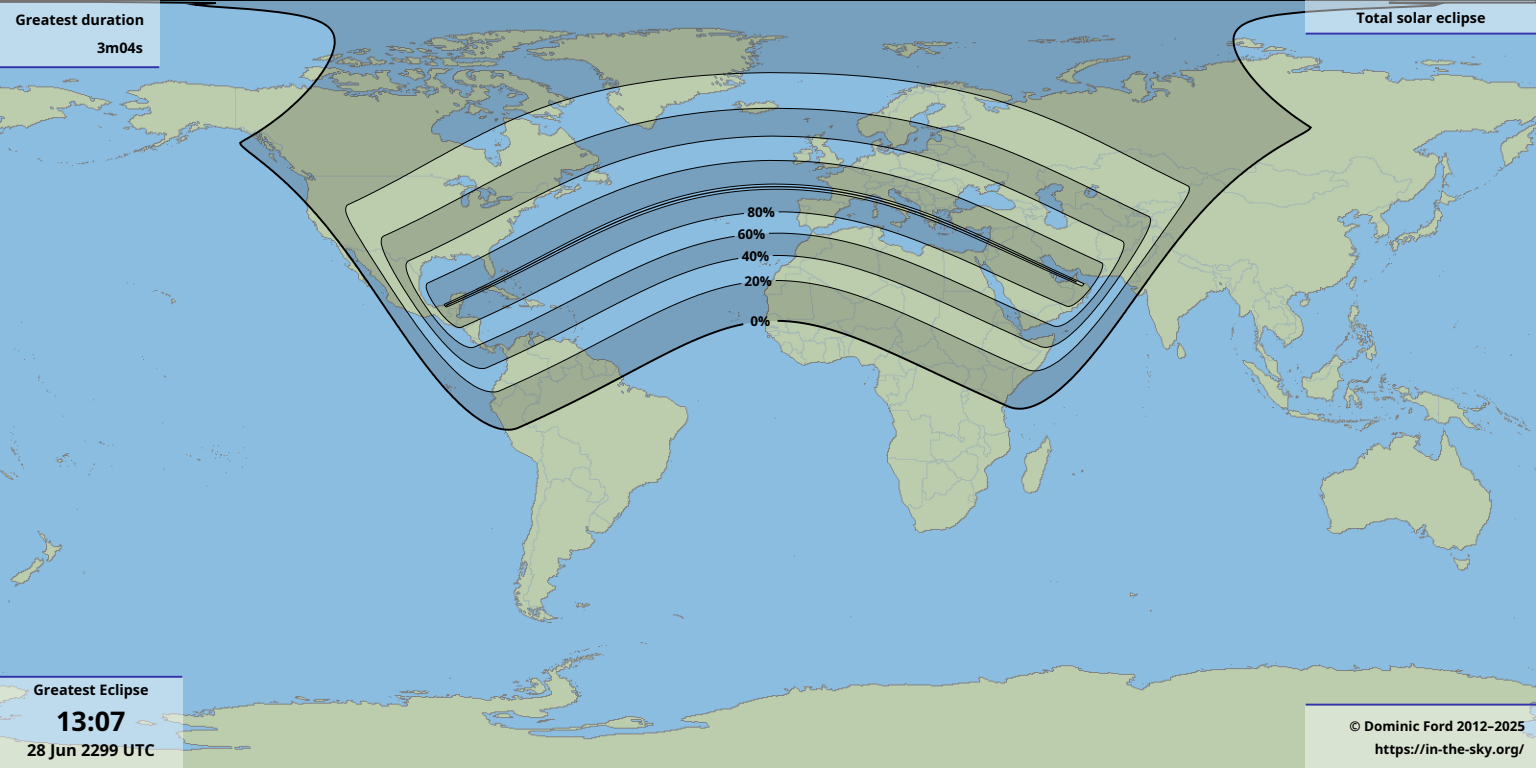 Greatest duration
3m04s
Total solar eclipse
80%
60%
40%
20%
0%
Greatest Eclipse
13:07
28 Jun 2299 UTC
© Dominic Ford 2012–2025
https://in-the-sky.org/